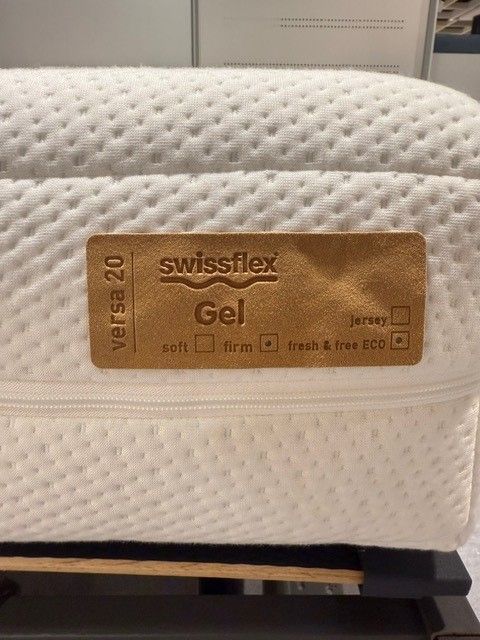 versa 20
swissflex
Gel
jersey
soft firm fresh & free ECO